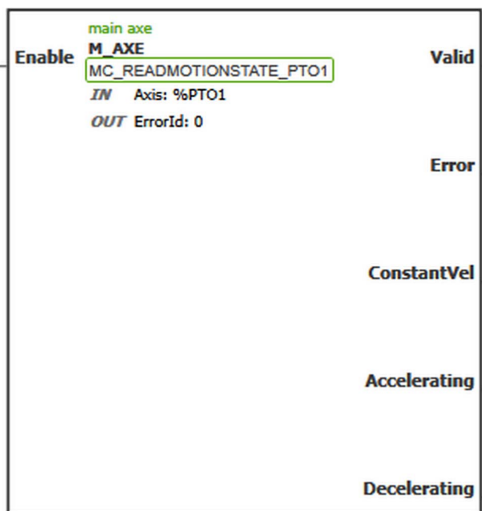 main axe
Enable M_AXE Valid
MC_READMOTIONSTATE_PTO1
IN Axis: %PTO1
OUT ErrorId: 0
Error
ConstantVel
Accelerating
Decelerating